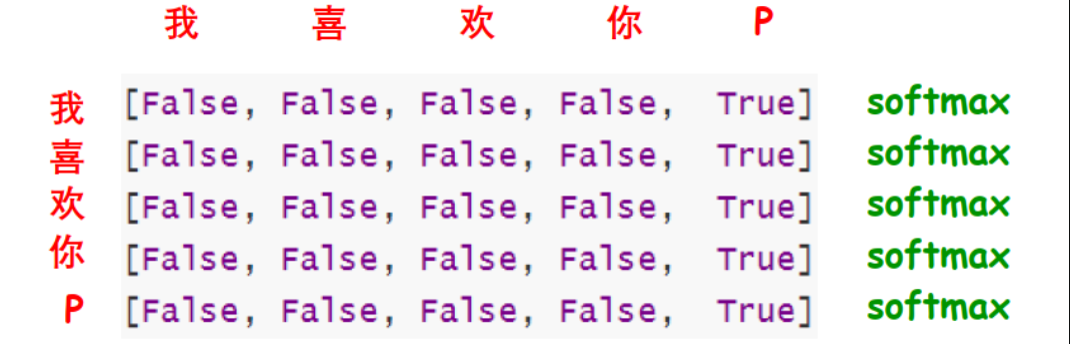 我 喜 欢 你 P
我 [False, False, False, False, True] softmax
喜 [False, False, False, False, True] softmax
欢 [False, False, False, False, True] softmax
你 [False, False, False, False, True] softmax
P [False, False, False, False, True] softmax